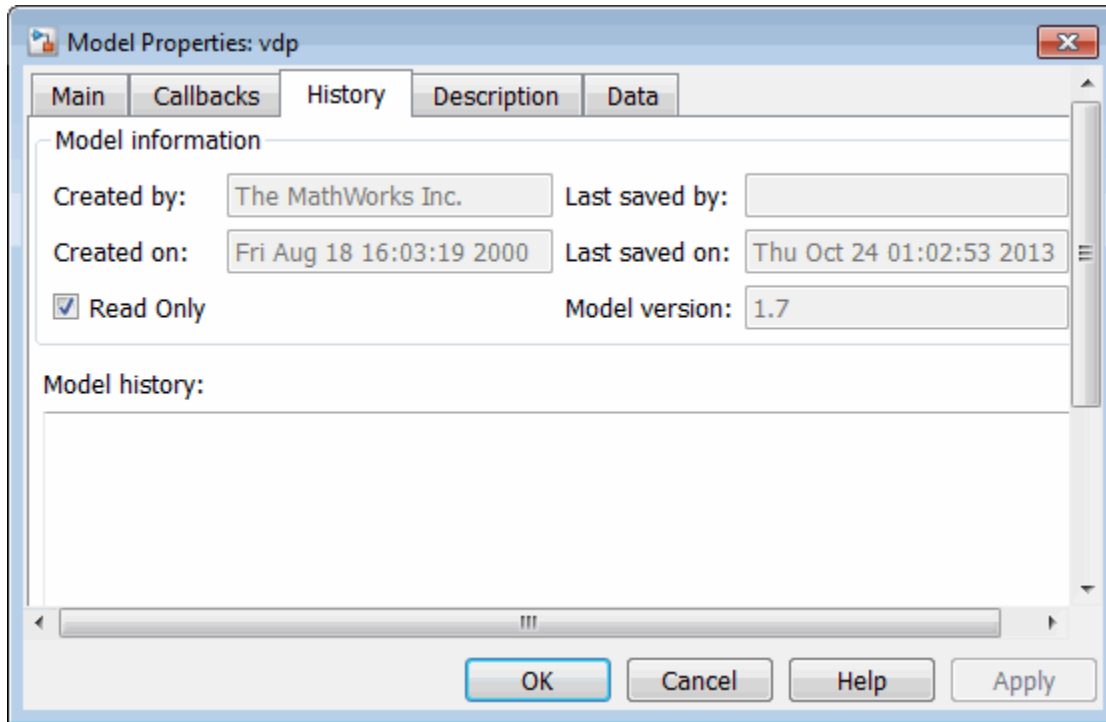 Model Properties: vdp
Main Callbacks History Description Data
Model information
Created by: The MathWorks Inc. Last saved by:
Created on: Fri Aug 18 16:03:19 2000 Last saved on: Thu Oct 24 01:02:53 2013
Read Only Model version: 1.7
Model history:
OK Cancel Help Apply